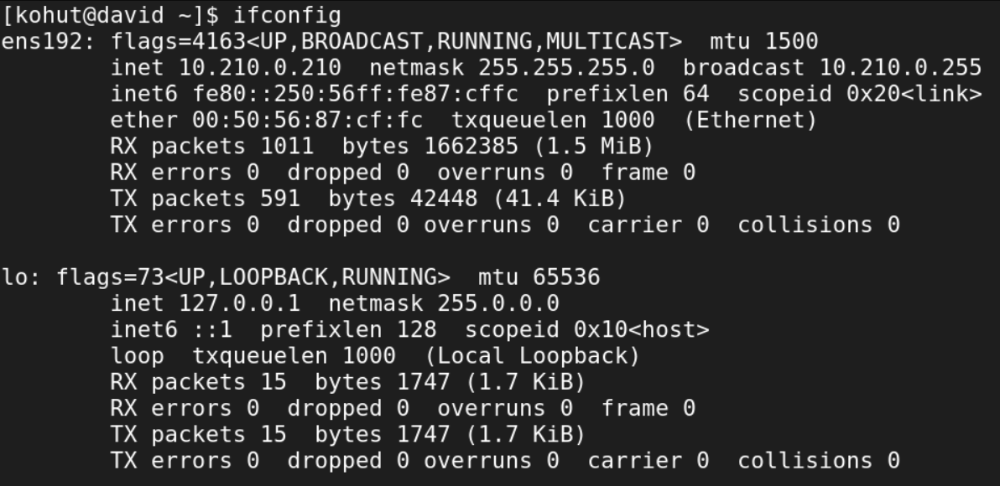 [kohut@david ~]$ ifconfig
ens192: flags=4163<UP,BROADCAST,RUNNING,MULTICAST>  mtu 1500
        inet 10.210.0.210  netmask 255.255.255.0  broadcast 10.210.0.255
        inet6 fe80::250:56ff:fe87:cffc  prefixlen 64  scopeid 0x20<link>
        ether 00:50:56:87:cf:fc  txqueuelen 1000  (Ethernet)
        RX packets 1011  bytes 1662385 (1.5 MiB)
        RX errors 0  dropped 0  overruns 0  frame 0
        TX packets 591  bytes 42448 (41.4 KiB)
        TX errors 0  dropped 0 overruns 0  carrier 0  collisions 0

lo: flags=73<UP,LOOPBACK,RUNNING>  mtu 65536
        inet 127.0.0.1  netmask 255.0.0.0
        inet6 ::1  prefixlen 128  scopeid 0x10<host>
        loop  txqueuelen 1000  (Local Loopback)
        RX packets 15  bytes 1747 (1.7 KiB)
        RX errors 0  dropped 0  overruns 0  frame 0
        TX packets 15  bytes 1747 (1.7 KiB)
        TX errors 0  dropped 0 overruns 0  carrier 0  collisions 0